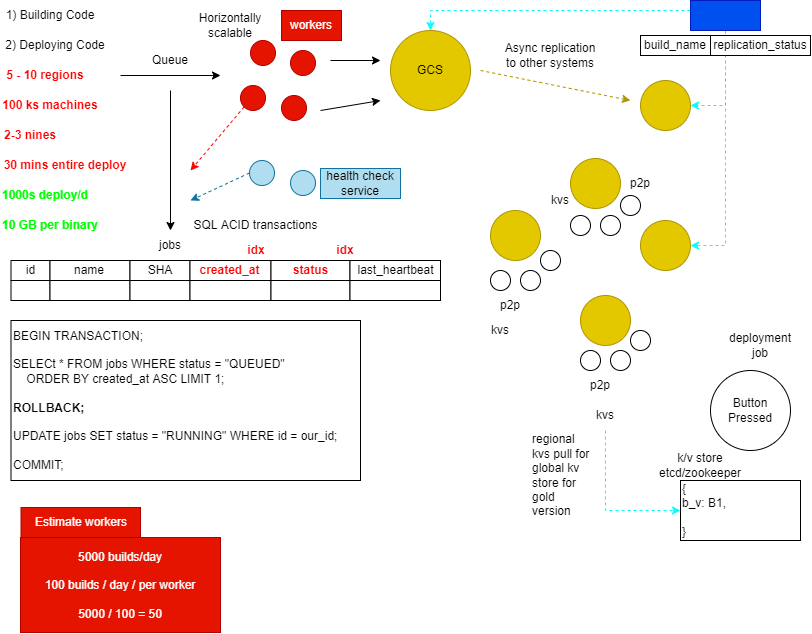 1) Building Code
2) Deploying Code
5 - 10 regions
100 ks machines
2-3 nines
30 mins entire deploy
1000s deploy/d
10 GB per binary
Queue
Horizontally
scalable
workers
GCS
Async replication
to other systems
build_name replication_status
health check
service
SQL ACID transactions
jobs
idx idx
id name SHA created_at status last_heartbeat
kvs
p2p
p2p
kvs
p2p
kvs
BEGIN TRANSACTION;
SELECt * FROM jobs WHERE status = "QUEUED"
ORDER BY created_at ASC LIMIT 1;
ROLLBACK;
UPDATE jobs SET status = "RUNNING" WHERE id = our_id;
COMMIT;
deployment
job
Button
Pressed
regional
kvs pull for
global kv
store for
gold
version
k/v store
etcd/zookeeper
{
b_v: B1,
}
Estimate workers
5000 builds/day
100 builds / day / per worker
5000 / 100 = 50